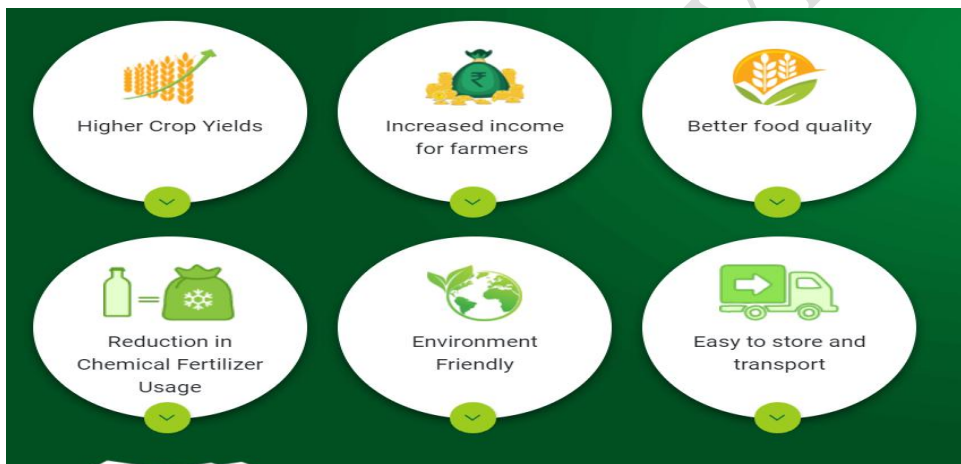 Higher Crop Yields
Increased income
for farmers
Better food quality
₹
Reduction in
Chemical Fertilizer
Usage
Environment
Friendly
Easy to store and
transport